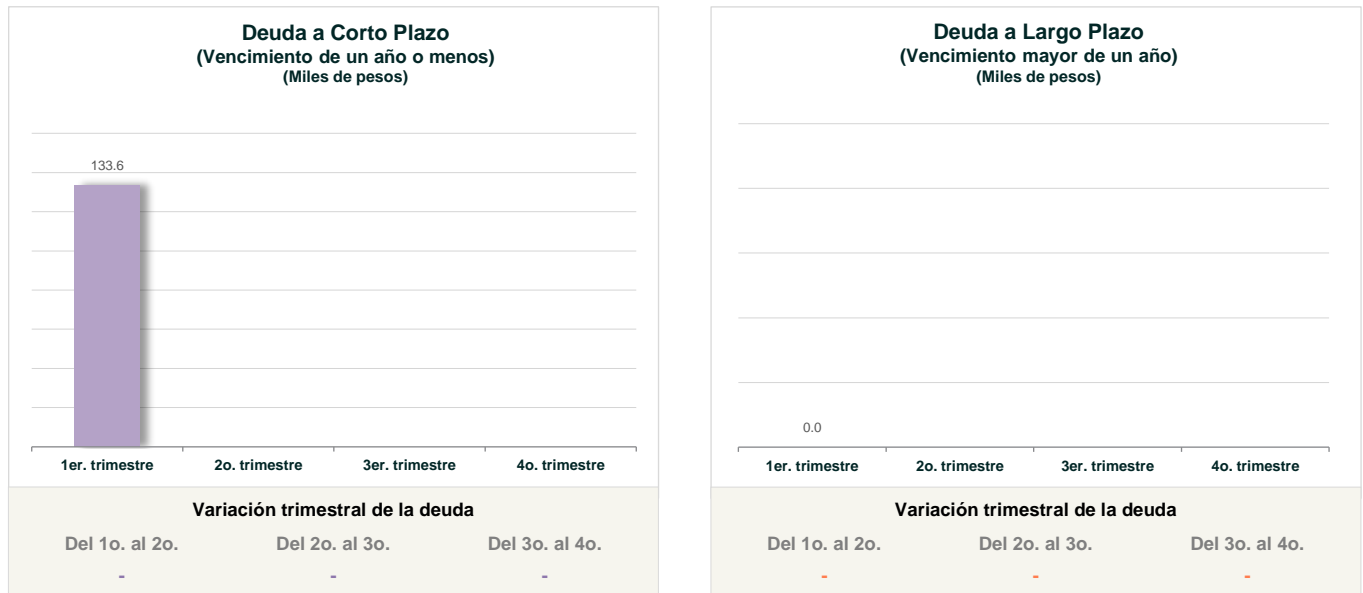 Deuda a Corto Plazo
(Vencimiento de un año o menos)
(Miles de pesos)
133.6
1er. trimestre 2o. trimestre 3er. trimestre 4o. trimestre
Variación trimestral de la deuda
Del 1o. al 2o. Del 2o. al 3o. Del 3o. al 4o.
- - -
Deuda a Largo Plazo
(Vencimiento mayor de un año)
(Miles de pesos)
0.0
1er. trimestre 2o. trimestre 3er. trimestre 4o. trimestre
Variación trimestral de la deuda
Del 1o. al 2o. Del 2o. al 3o. Del 3o. al 4o.
- - -